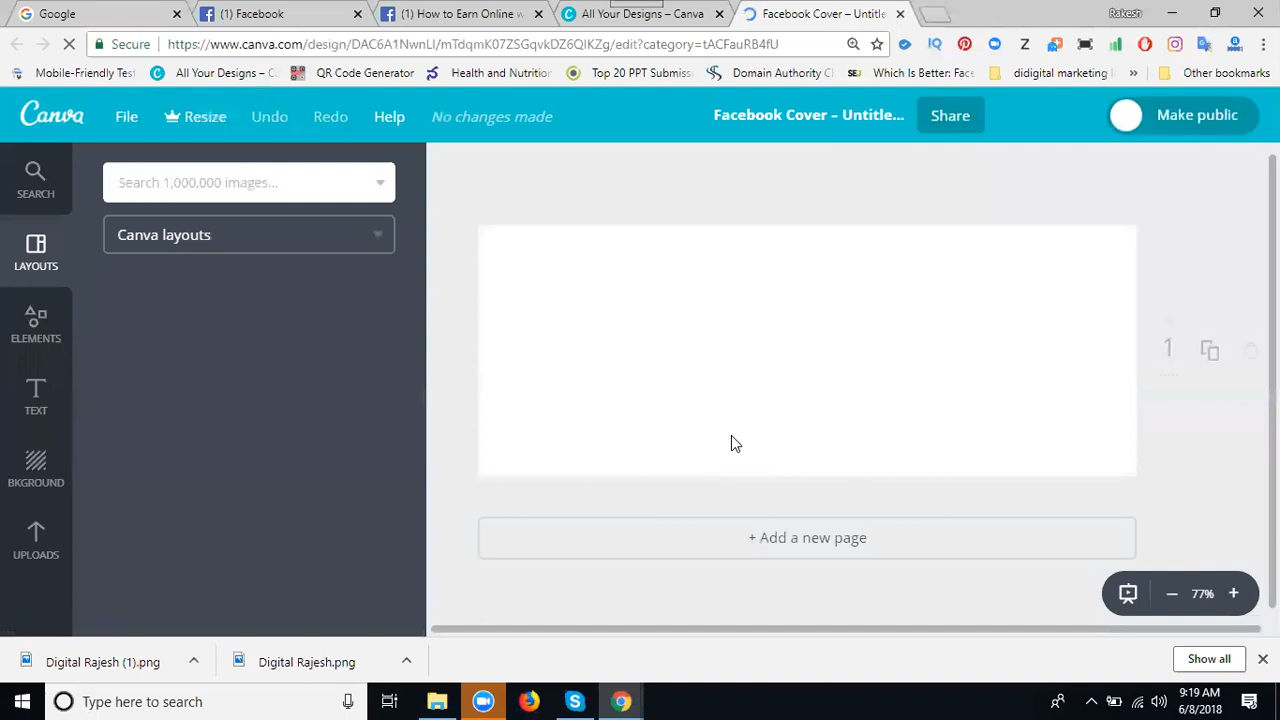 Google
(1) Facebook
(1) How to Earn Online w
All Your Designs – Canva
Facebook Cover – Untitle
Rakesh
Secure
https://www.canva.com/design/DAC6A1NwnLI/mTdqmK07ZSGqvkDZ6QIKZg/edit?category=tACFauRB4fU
Mobile-Friendly Test
All Your Designs – C
QR Code Generator
Health and Nutrition
Top 20 PPT Submiss
Domain Authority C
SEJ
Which Is Better: Fac
didigital marketing I
»
Other bookmarks
Canva
File
Resize
Undo
Redo
Help
No changes made
Facebook Cover – Untitle...
Share
Make public
SEARCH
LAYOUTS
ELEMENTS
TEXT
BKGROUND
UPLOADS
Search 1,000,000 images...
Canva layouts
1
+ Add a new page
77%
Digital Rajesh (1).png
Digital Rajesh.png
Show all
Type here to search
9:19 AM
6/8/2018